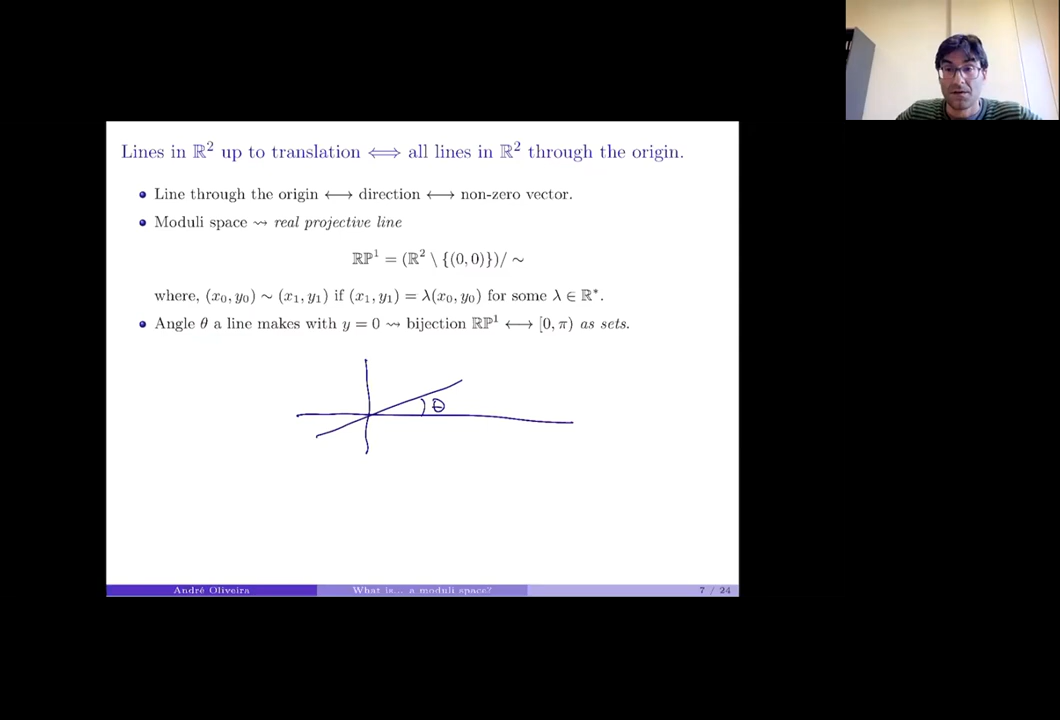 Lines in ℝ² up to translation ⟺ all lines in ℝ² through the origin.
• Line through the origin ⟷ direction ⟷ non-zero vector.
• Moduli space ⇝ real projective line
ℝℙ¹ = (ℝ² \ {(0, 0)})/ ∼
where, (x₀, y₀) ∼ (x₁, y₁) if (x₁, y₁) = λ(x₀, y₀) for some λ ∈ ℝ*.
• Angle θ a line makes with y = 0 ⇝ bijection ℝℙ¹ ⟷ [0, π) as sets.
θ
André Oliveira What is... a moduli space? 7 / 24